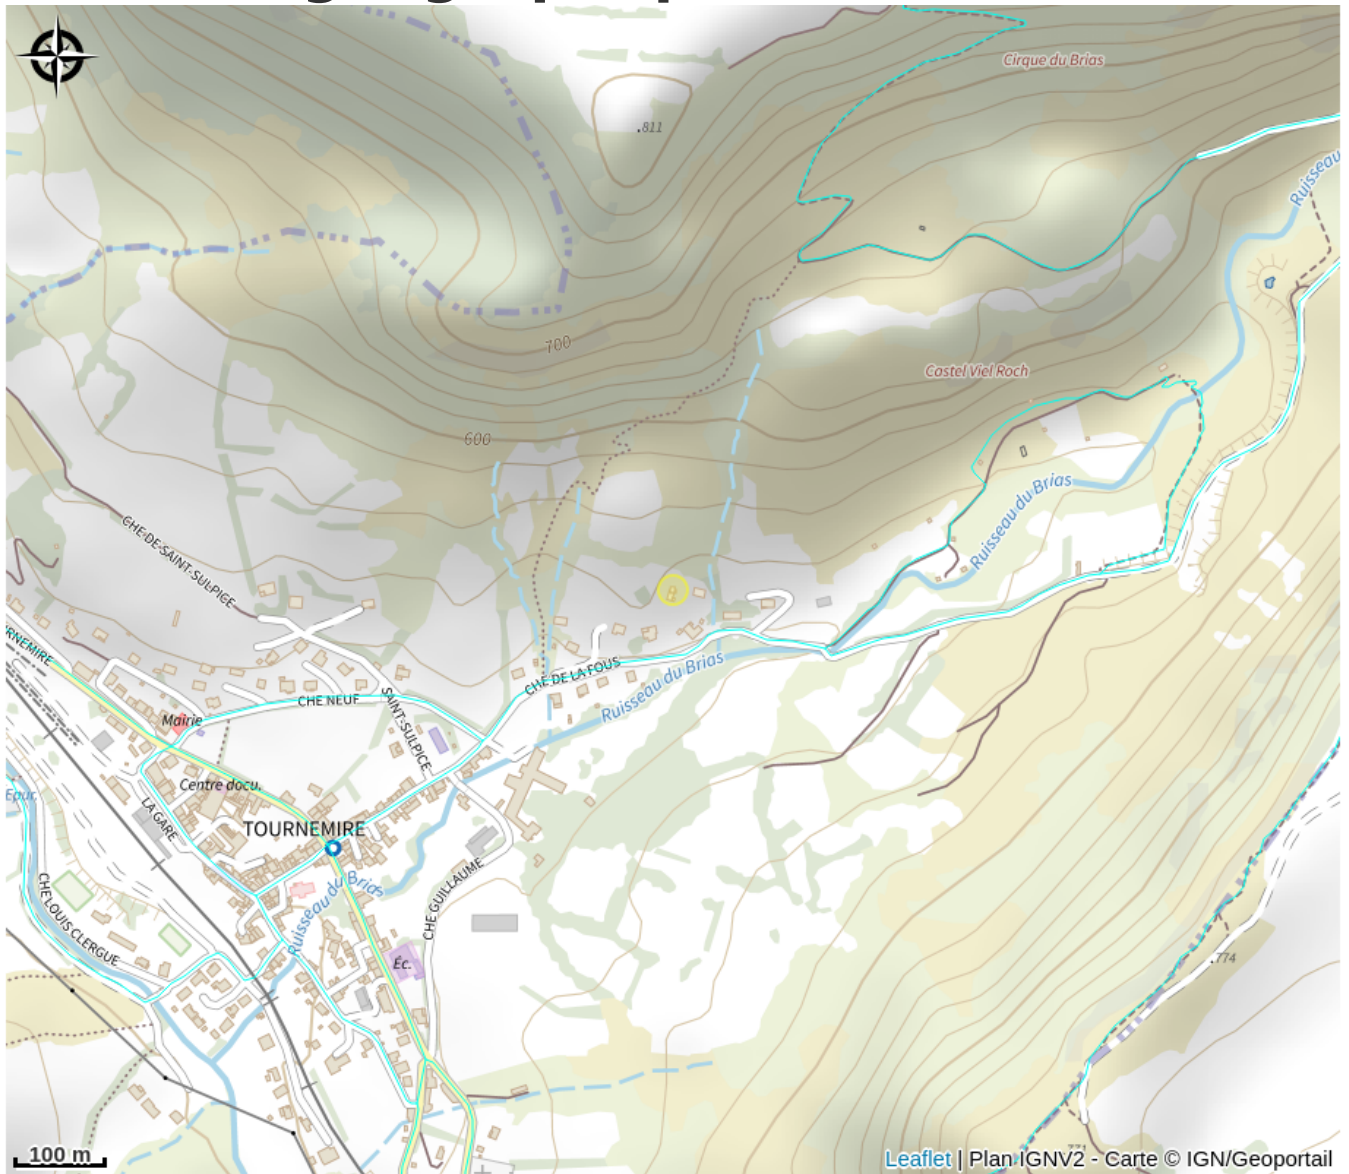 Cirque du Brias
811
Ruisseau
700
Castel Viel Roch
600
Ruisseau du Brias
CHE DE SAINT-SULPICE
RNEMIRE
CHE DE LA FOUS
Ruisseau du Brias
CHE NEUF
SAINT-SULPICE
Mairie
Centre docu.
Epur.
LA GARE
TOURNEMIRE
Ruisseau du Brias
CHE GUILLAUME
CHE LOUIS CLERGUE
Éc.
774
771
100 m
Leaflet | Plan IGNV2 - Carte © IGN/Geoportail